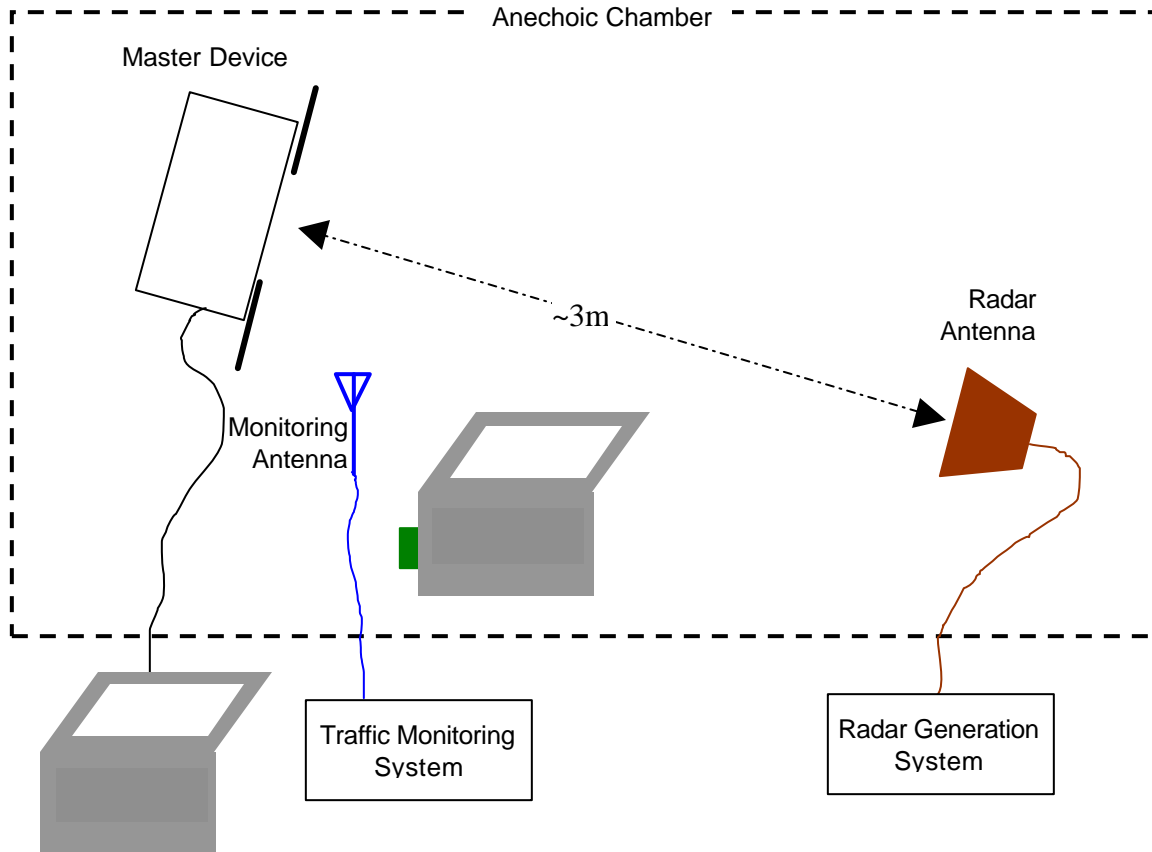 Anechoic Chamber
Master Device
~3m
Radar
Antenna
Monitoring
Antenna
Traffic Monitoring
System
Radar Generation
System